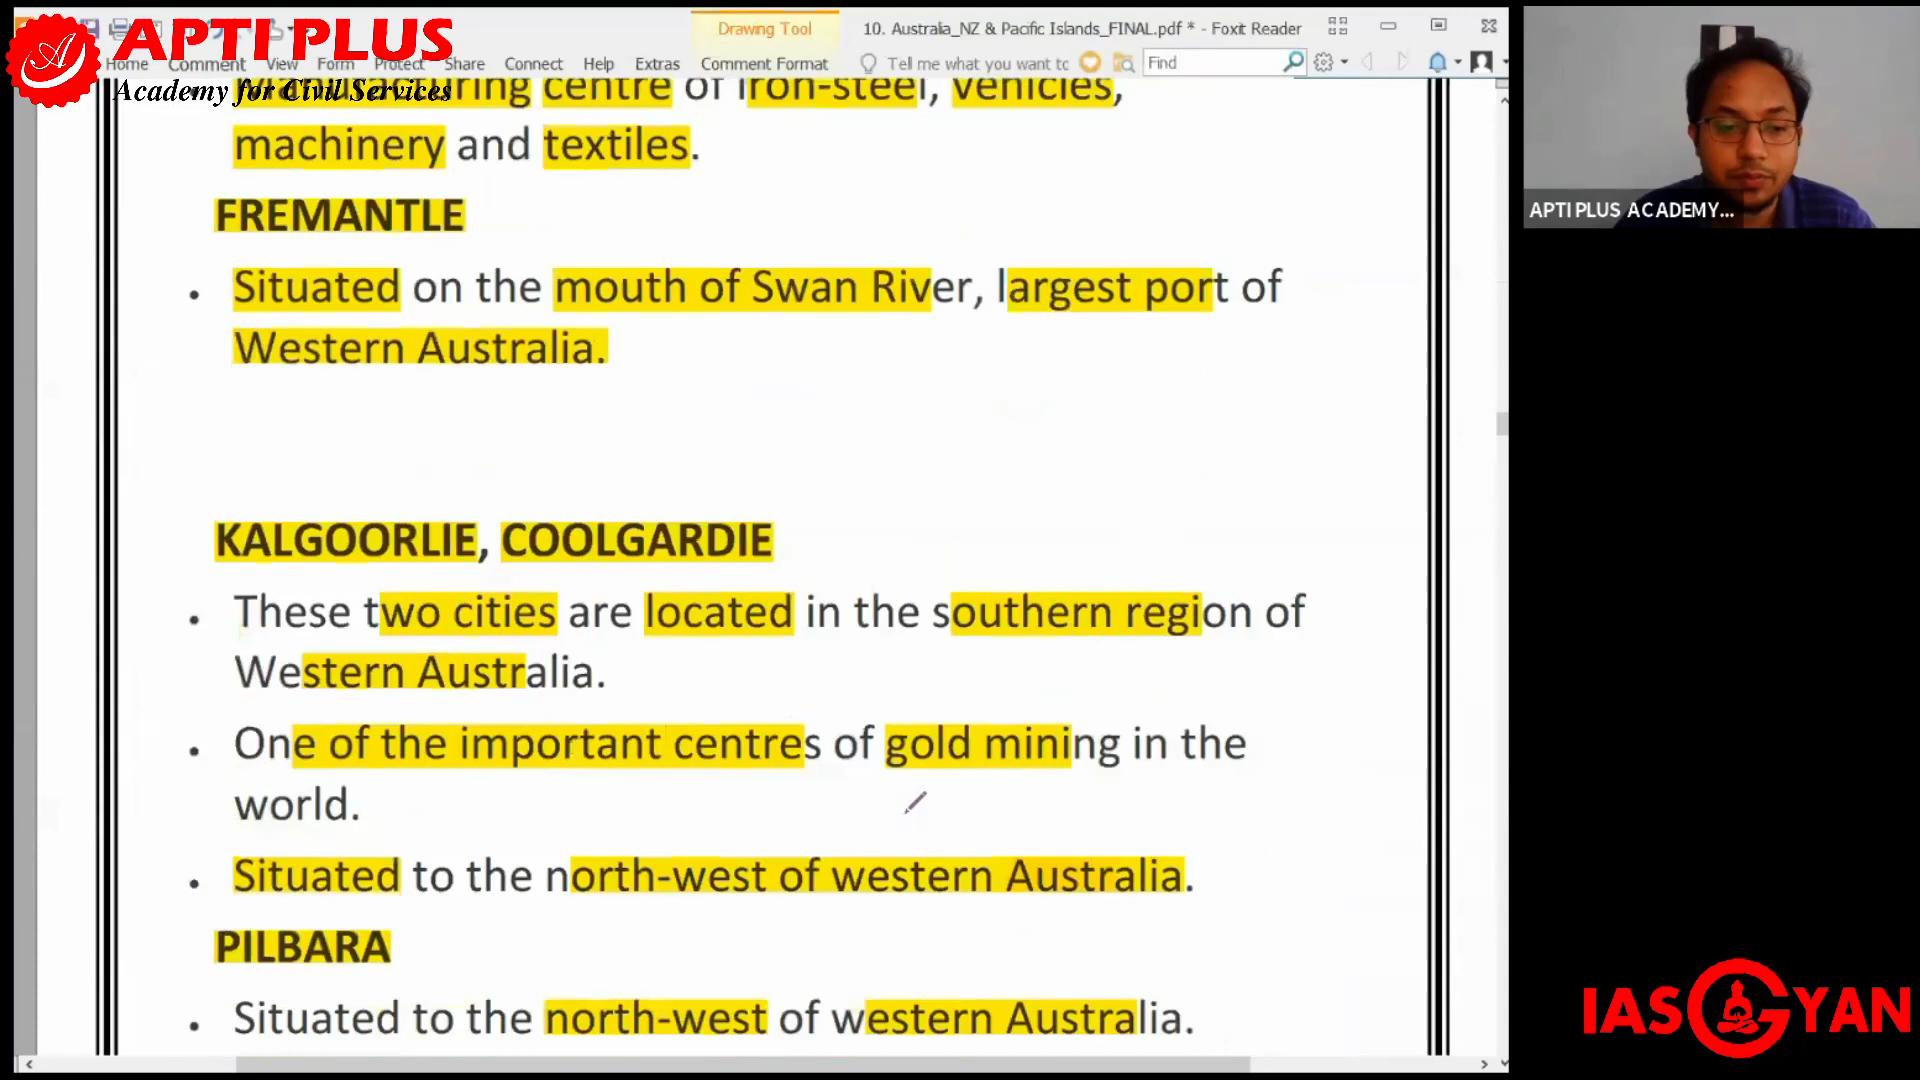 APTI PLUS
Academy for Civil Services
Drawing Tool
10. Australia_NZ & Pacific Islands_FINAL.pdf * - Foxit Reader
Home Comment View Form Protect Share Connect Help Extras Comment Format Tell me what you want to Find
centre of iron-steel, vehicles,
machinery and textiles.
FREMANTLE
• Situated on the mouth of Swan River, largest port of
Western Australia.
KALGOORLIE, COOLGARDIE
• These two cities are located in the southern region of
Western Australia.
• One of the important centres of gold mining in the
world.
• Situated to the north-west of western Australia.
PILBARA
• Situated to the north-west of western Australia.
APTI PLUS ACADEMY...
IAS GYAN